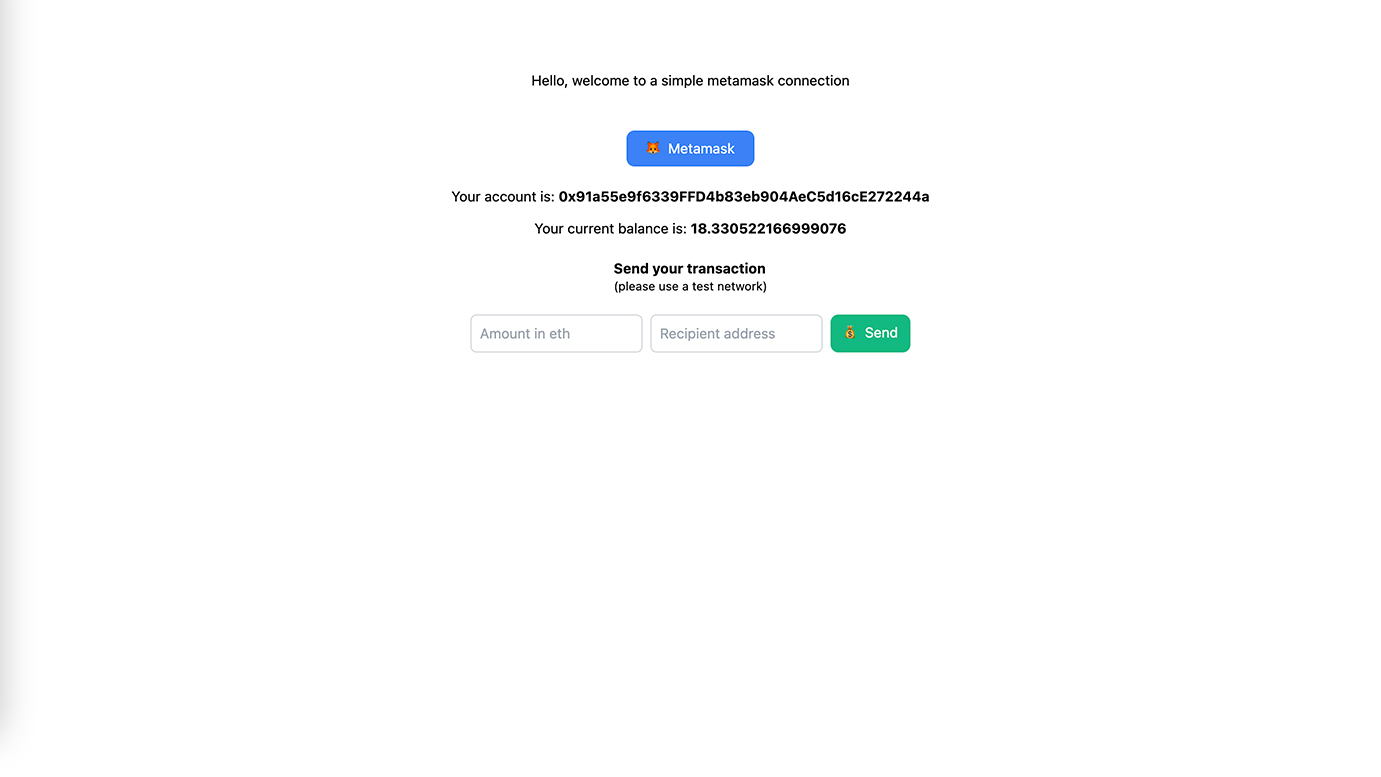 Hello, welcome to a simple metamask connection
Metamask
Your account is: 0x91a55e9f6339FFD4b83eb904AeC5d16cE272244a
Your current balance is: 18.330522166999076
Send your transaction
(please use a test network)
Amount in eth
Recipient address
Send